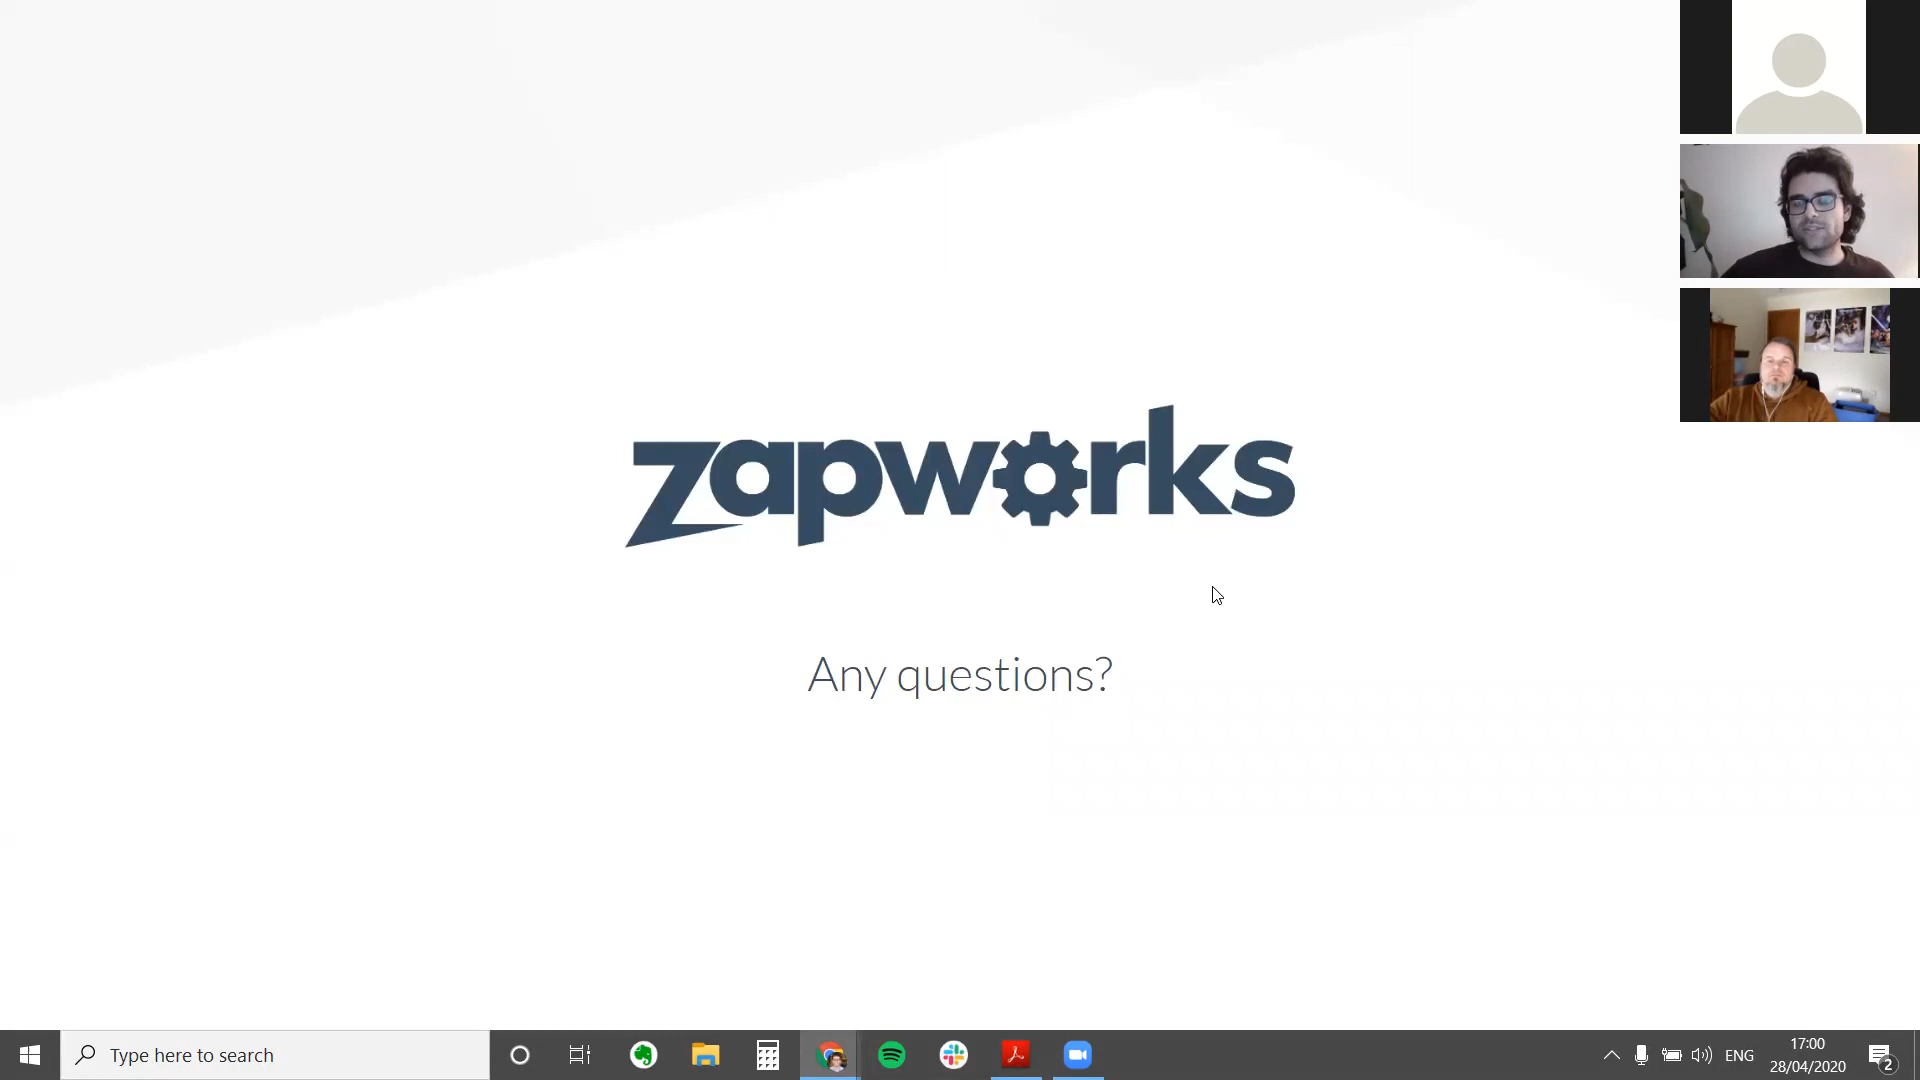 zapworks
Any questions?
Type here to search
ENG
17:00
28/04/2020
2